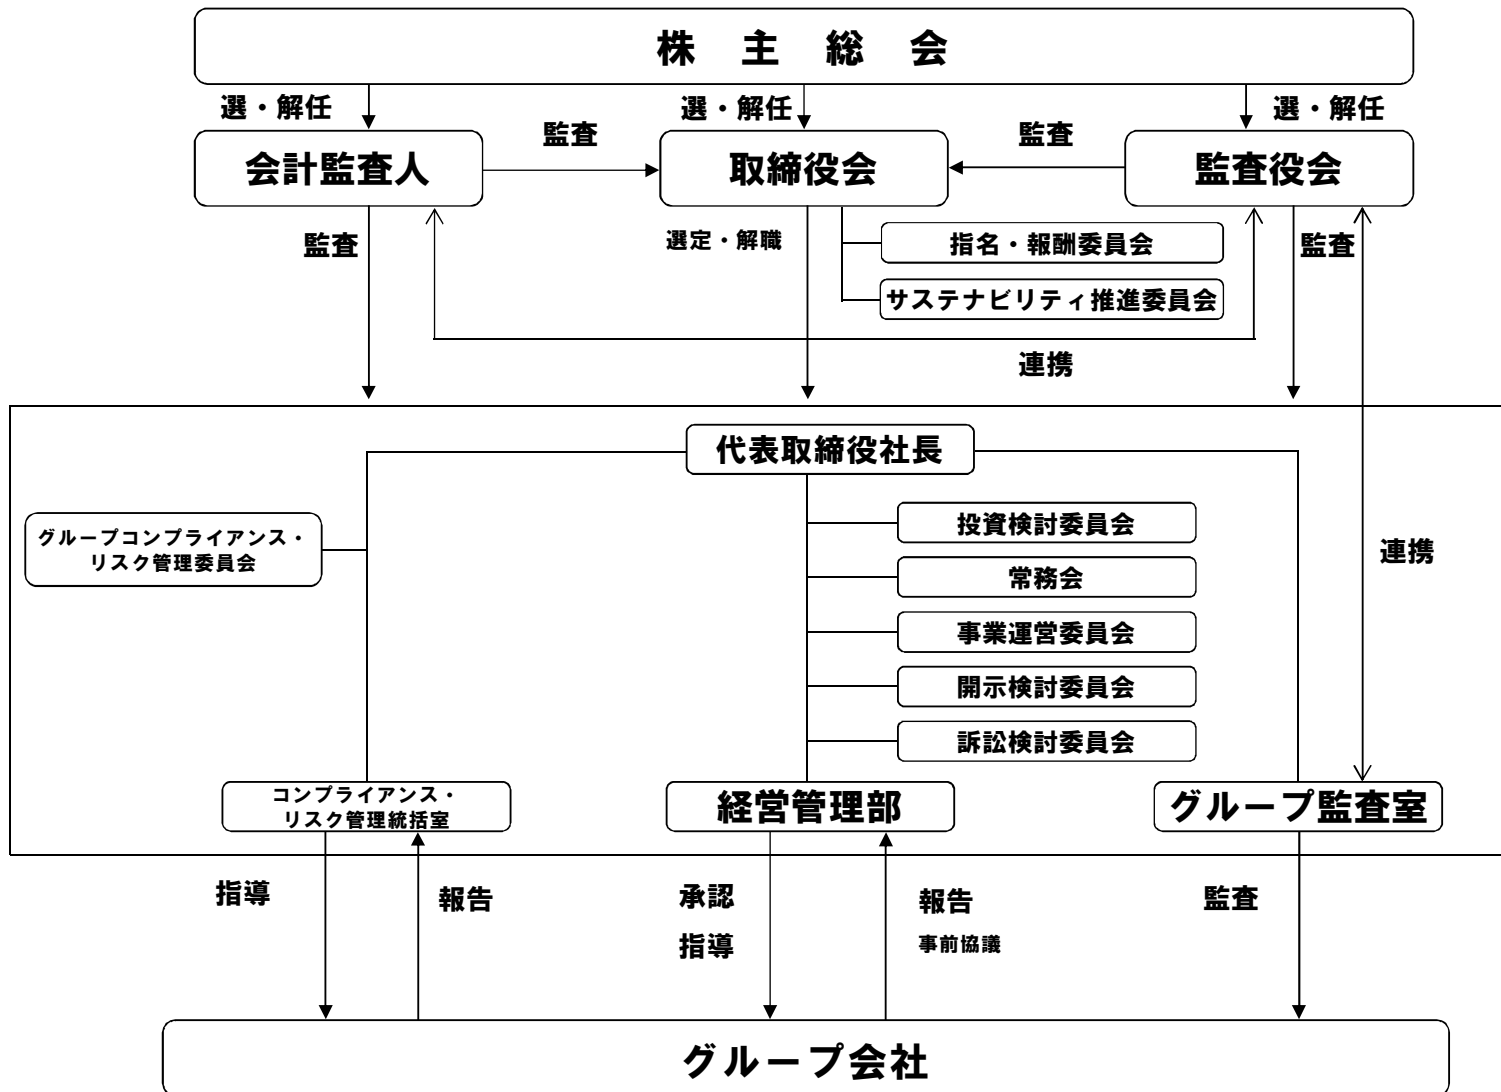 株主総会
選・解任
選・解任
選・解任
会計監査人
監査
取締役会
監査
監査役会
監査
選定・解職
指名・報酬委員会
監査
サステナビリティ推進委員会
連携
代表取締役社長
グループコンプライアンス・
リスク管理委員会
投資検討委員会
常務会
事業運営委員会
開示検討委員会
訴訟検討委員会
連携
コンプライアンス・
リスク管理統括室
経営管理部
グループ監査室
指導
報告
承認
指導
報告
事前協議
監査
グループ会社